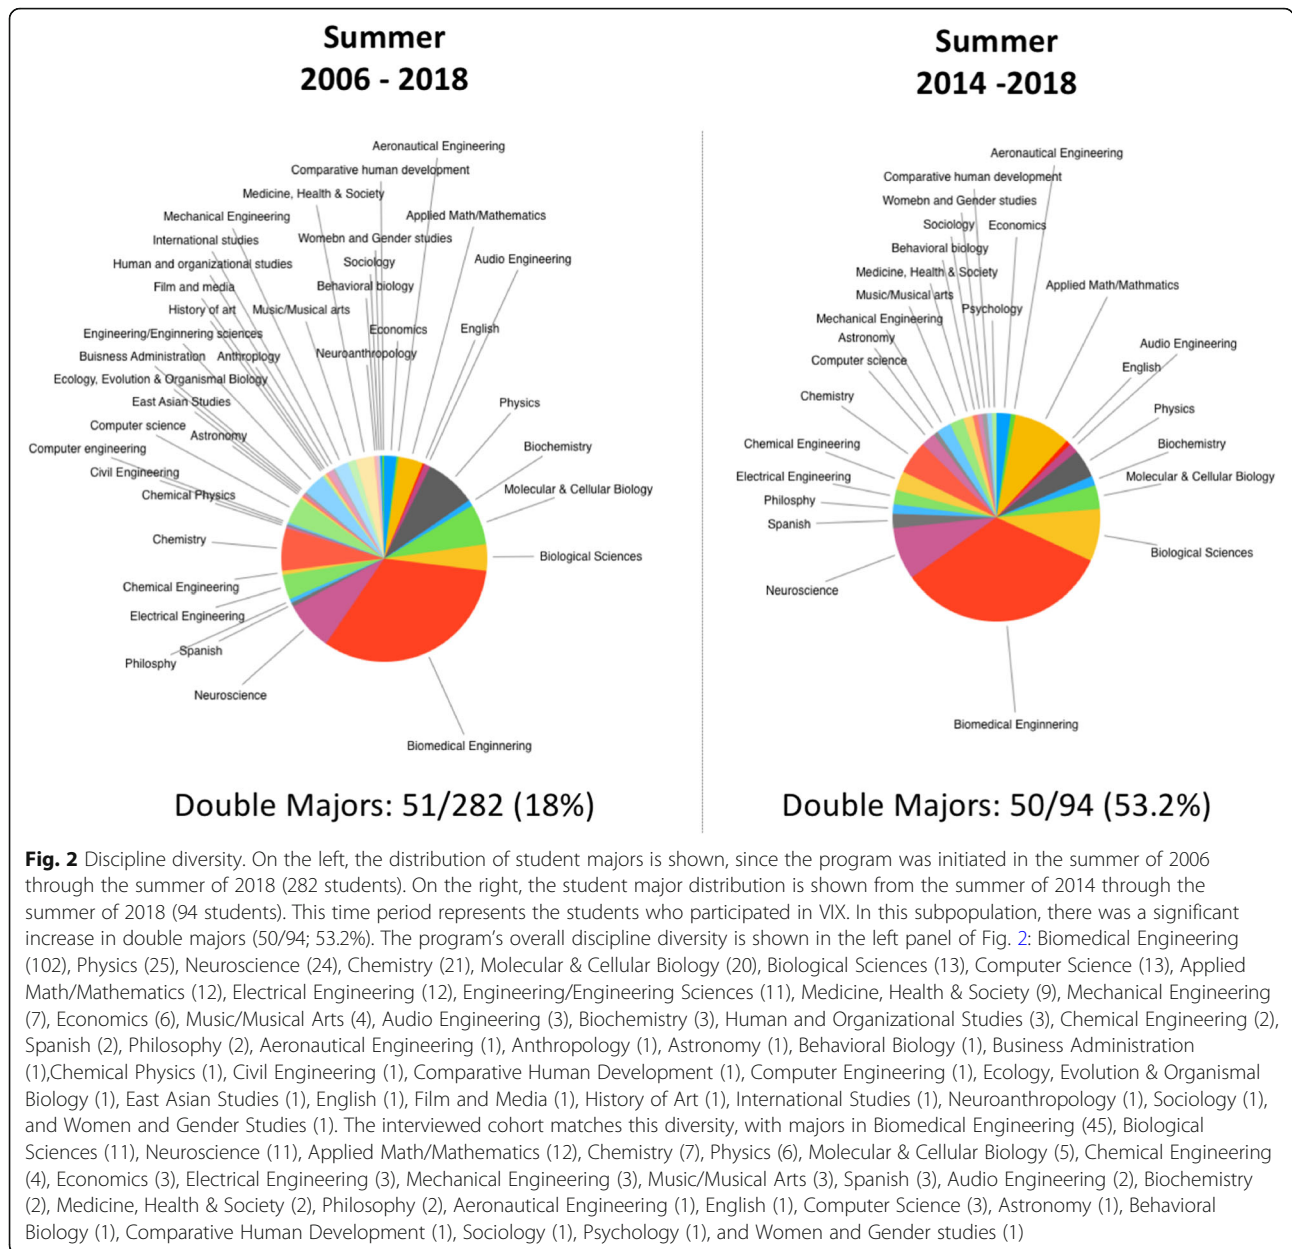 Summer
2006 - 2018
Aeronautical Engineering
Comparative human development
Medicine, Health & Society
Mechanical Engineering
Applied Math/Mathematics
International studies
Womebn and Gender studies
Human and organizational studies
Sociology
Audio Engineering
Film and media
Behavioral biology
History of art
Music/Musical arts
Engineering/Enginnering sciences
Economics
English
Buisness Administration
Anthroplogy
Neuroanthropology
Ecology, Evolution & Organismal Biology
East Asian Studies
Physics
Computer science
Astronomy
Computer engineering
Biochemistry
Civil Engineering
Chemical Physics
Molecular & Cellular Biology
Chemistry
Biological Sciences
Chemical Engineering
Electrical Engineering
Spanish
Philosphy
Neuroscience
Biomedical Enginnering
Double Majors: 51/282 (18%)
Summer
2014 -2018
Aeronautical Engineering
Comparative human development
Womebn and Gender studies
Sociology
Economics
Behavioral biology
Medicine, Health & Society
Applied Math/Mathmatics
Music/Musical arts
Psychology
Mechanical Engineering
Astronomy
Audio Engineering
Computer science
English
Chemistry
Physics
Chemical Engineering
Biochemistry
Electrical Engineering
Molecular & Cellular Biology
Philosphy
Spanish
Biological Sciences
Neuroscience
Biomedical Enginnering
Double Majors: 50/94 (53.2%)
Fig. 2 Discipline diversity. On the left, the distribution of student majors is shown, since the program was initiated in the summer of 2006
through the summer of 2018 (282 students). On the right, the student major distribution is shown from the summer of 2014 through the
summer of 2018 (94 students). This time period represents the students who participated in VIX. In this subpopulation, there was a significant
increase in double majors (50/94; 53.2%). The program's overall discipline diversity is shown in the left panel of Fig. 2: Biomedical Engineering
(102), Physics (25), Neuroscience (24), Chemistry (21), Molecular & Cellular Biology (20), Biological Sciences (13), Computer Science (13), Applied
Math/Mathematics (12), Electrical Engineering (12), Engineering/Engineering Sciences (11), Medicine, Health & Society (9), Mechanical Engineering
(7), Economics (6), Music/Musical Arts (4), Audio Engineering (3), Biochemistry (3), Human and Organizational Studies (3), Chemical Engineering (2),
Spanish (2), Philosophy (2), Aeronautical Engineering (1), Anthropology (1), Astronomy (1), Behavioral Biology (1), Business Administration
(1),Chemical Physics (1), Civil Engineering (1), Comparative Human Development (1), Computer Engineering (1), Ecology, Evolution & Organismal
Biology (1), East Asian Studies (1), English (1), Film and Media (1), History of Art (1), International Studies (1), Neuroanthropology (1), Sociology (1),
and Women and Gender Studies (1). The interviewed cohort matches this diversity, with majors in Biomedical Engineering (45), Biological
Sciences (11), Neuroscience (11), Applied Math/Mathematics (12), Chemistry (7), Physics (6), Molecular & Cellular Biology (5), Chemical Engineering
(4), Economics (3), Electrical Engineering (3), Mechanical Engineering (3), Music/Musical Arts (3), Spanish (3), Audio Engineering (2), Biochemistry
(2), Medicine, Health & Society (2), Philosophy (2), Aeronautical Engineering (1), English (1), Computer Science (3), Astronomy (1), Behavioral
Biology (1), Comparative Human Development (1), Sociology (1), Psychology (1), and Women and Gender studies (1)